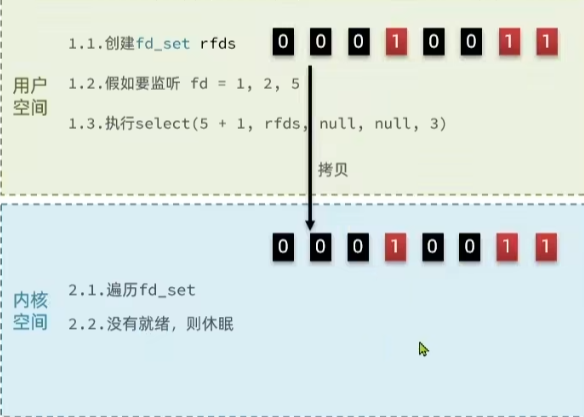 1.1.创建fd_set rfds
0 0 0 1 0 0 1 1
用户
空间
1.2.假如要监听 fd = 1, 2, 5
1.3.执行select(5 + 1, rfds, null, null, 3)
拷贝
0 0 0 1 0 0 1 1
内核
空间
2.1.遍历fd_set
2.2.没有就绪，则休眠